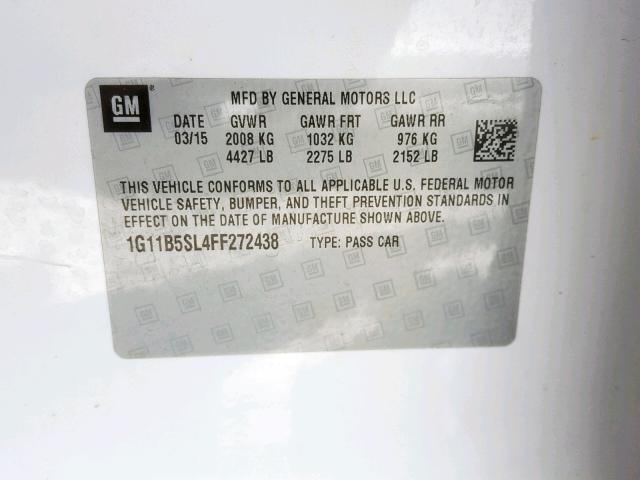 GM ®
MFD BY GENERAL MOTORS LLC
DATE GVWR GAWR FRT GAWR RR
03/15 2008 KG 1032 KG 976 KG
4427 LB 2275 LB 2152 LB
THIS VEHICLE CONFORMS TO ALL APPLICABLE U.S. FEDERAL MOTOR
VEHICLE SAFETY, BUMPER, AND THEFT PREVENTION STANDARDS IN
EFFECT ON THE DATE OF MANUFACTURE SHOWN ABOVE.
1G11B5SL4FF272438 TYPE: PASS CAR